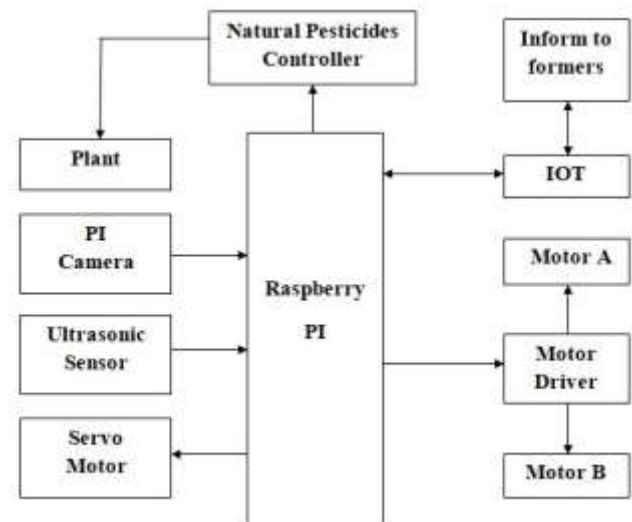 Natural Pesticides
Controller
Inform to
formers
Plant
IOT
PI
Camera
Motor A
Raspberry
PI
Ultrasonic
Sensor
Motor
Driver
Servo
Motor
Motor B